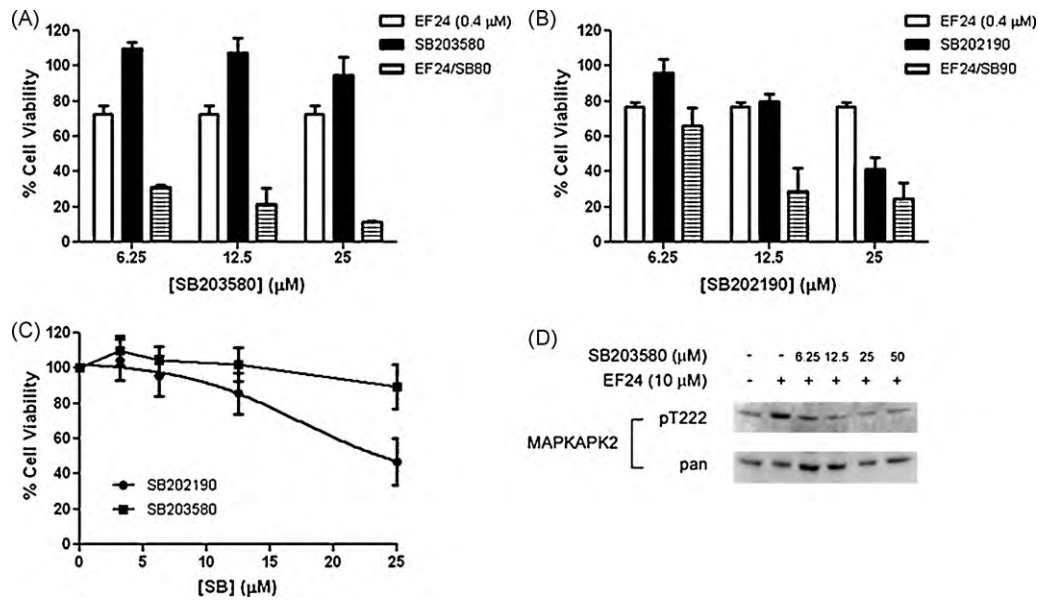 (A)
EF24 (0.4 µM)
SB203580
EF24/SB80
% Cell Viability
120
100
80
60
40
20
0
6.25 12.5 25
[SB203580] (µM)
(B)
EF24 (0.4 µM)
SB202190
EF24/SB90
% Cell Viability
120
100
80
60
40
20
0
6.25 12.5 25
[SB202190] (µM)
(C)
% Cell Viability
120
100
80
60
40
20
0
SB202190
SB203580
0 5 10 15 20 25
[SB] (µM)
(D)
SB203580 (µM) - - 6.25 12.5 25 50
EF24 (10 µM) - + + + + +
MAPKAPK2
pT222
pan